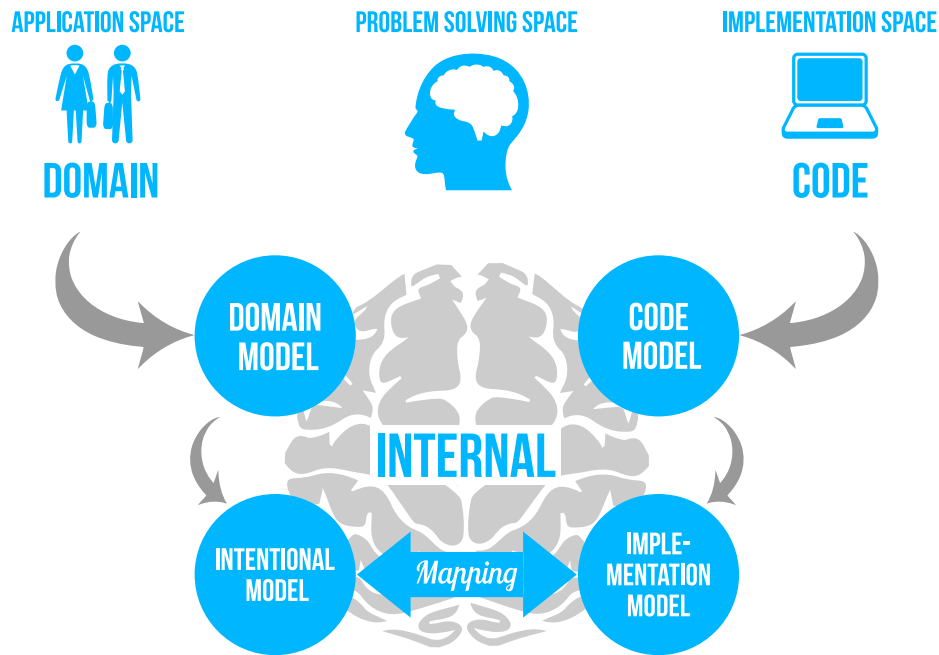 APPLICATION SPACE
PROBLEM SOLVING SPACE
IMPLEMENTATION SPACE
DOMAIN
CODE
DOMAIN
MODEL
CODE
MODEL
INTERNAL
INTENTIONAL
MODEL
Mapping
IMPLE-
MENTATION
MODEL